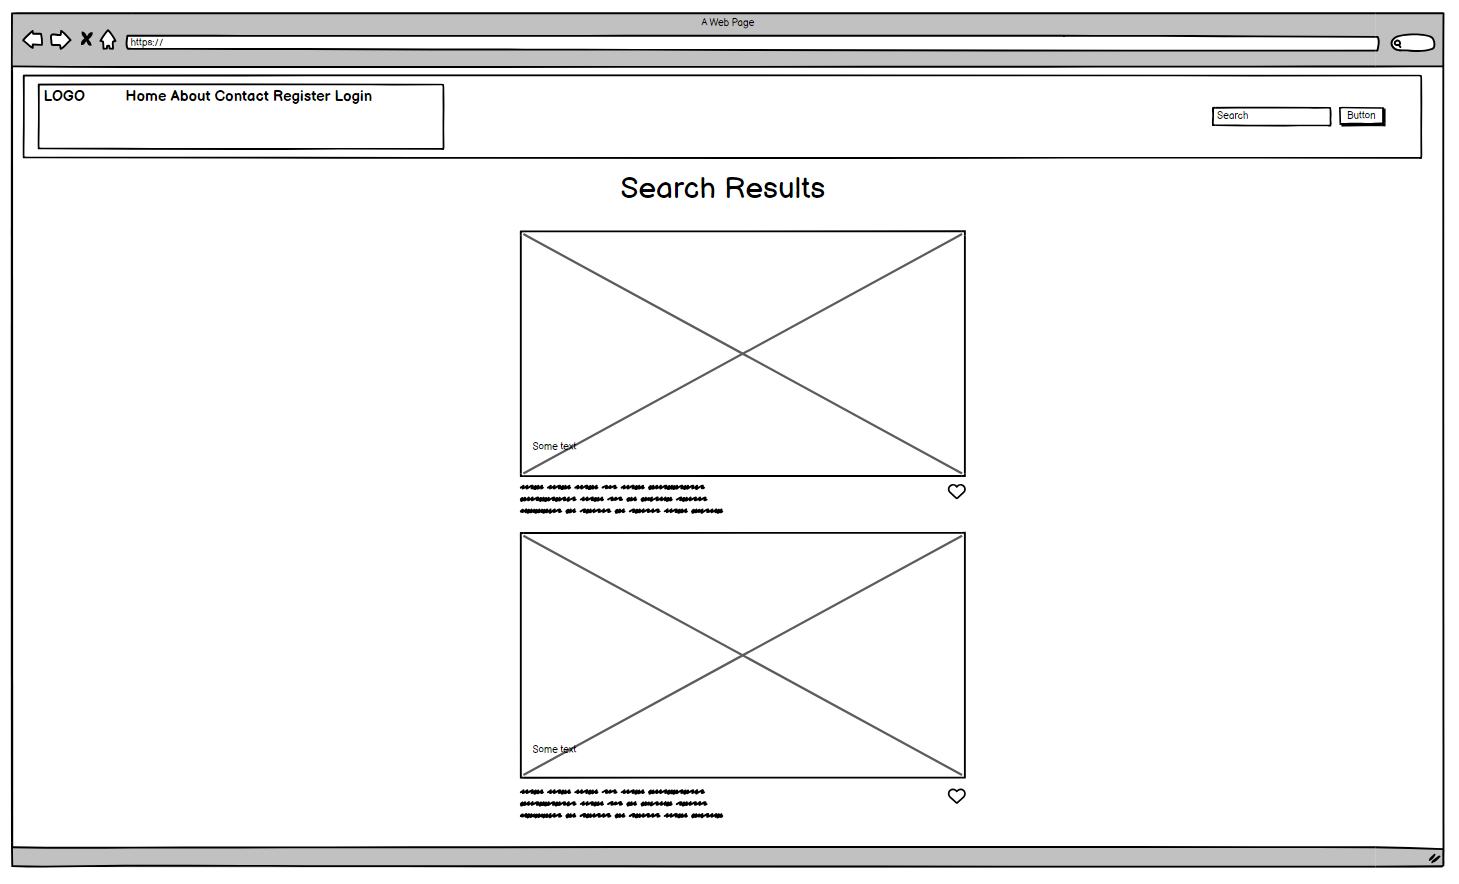 A Web Page
https://
LOGO
Home About Contact Register Login
Search
Button
Search Results
Some text
Some text